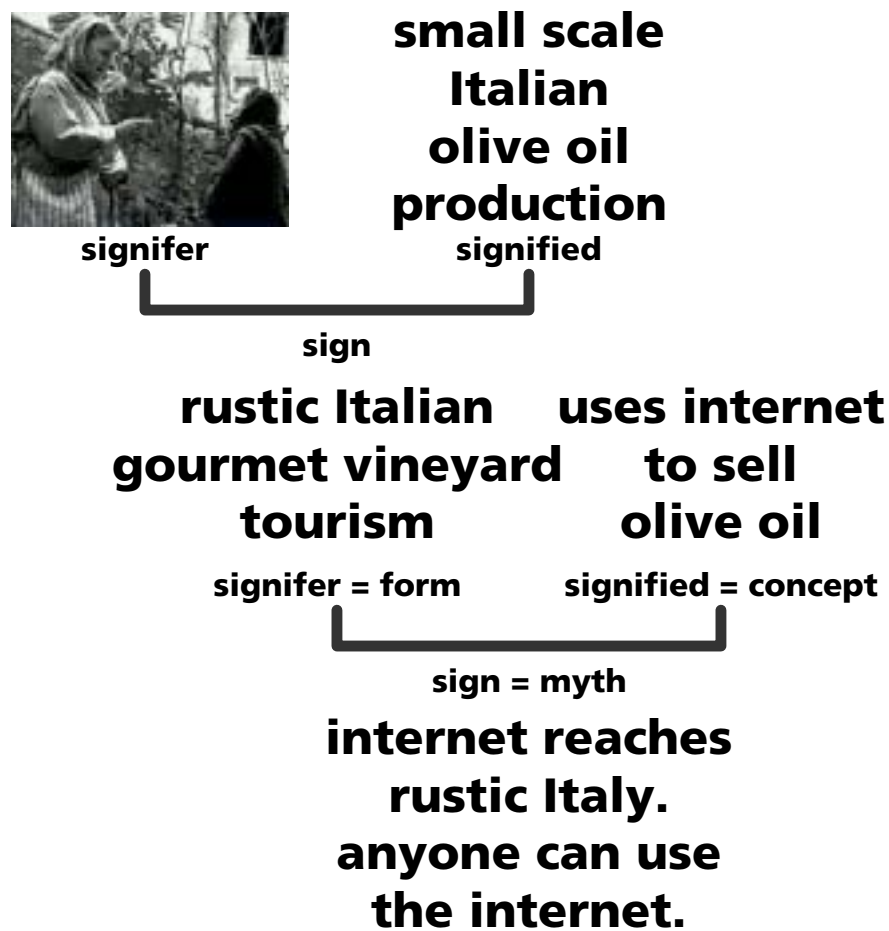 small scale
Italian
olive oil
production
signifer
signified
sign
rustic Italian
gourmet vineyard
tourism
uses internet
to sell
olive oil
signifer = form
signified = concept
sign = myth
internet reaches
rustic Italy.
anyone can use
the internet.